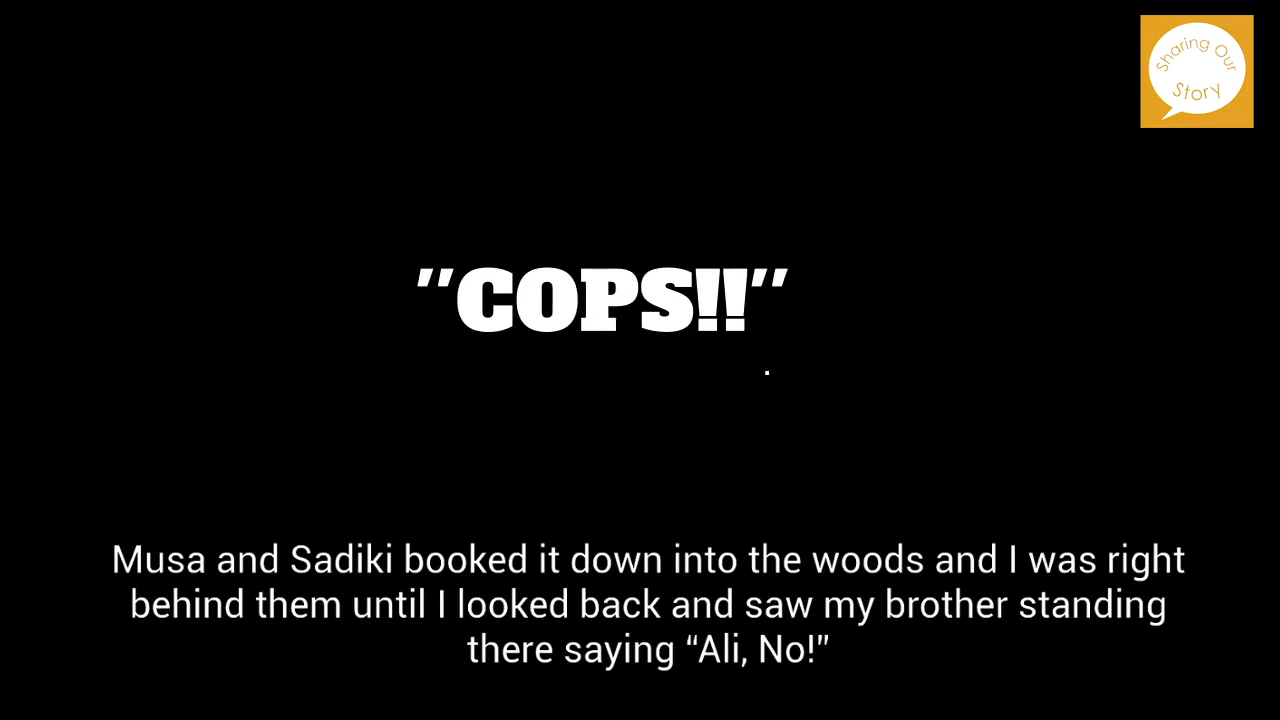 Sharing Our
Story
"COPS!!"
.
Musa and Sadiki booked it down into the woods and I was right
behind them until I looked back and saw my brother standing
there saying “Ali, No!”